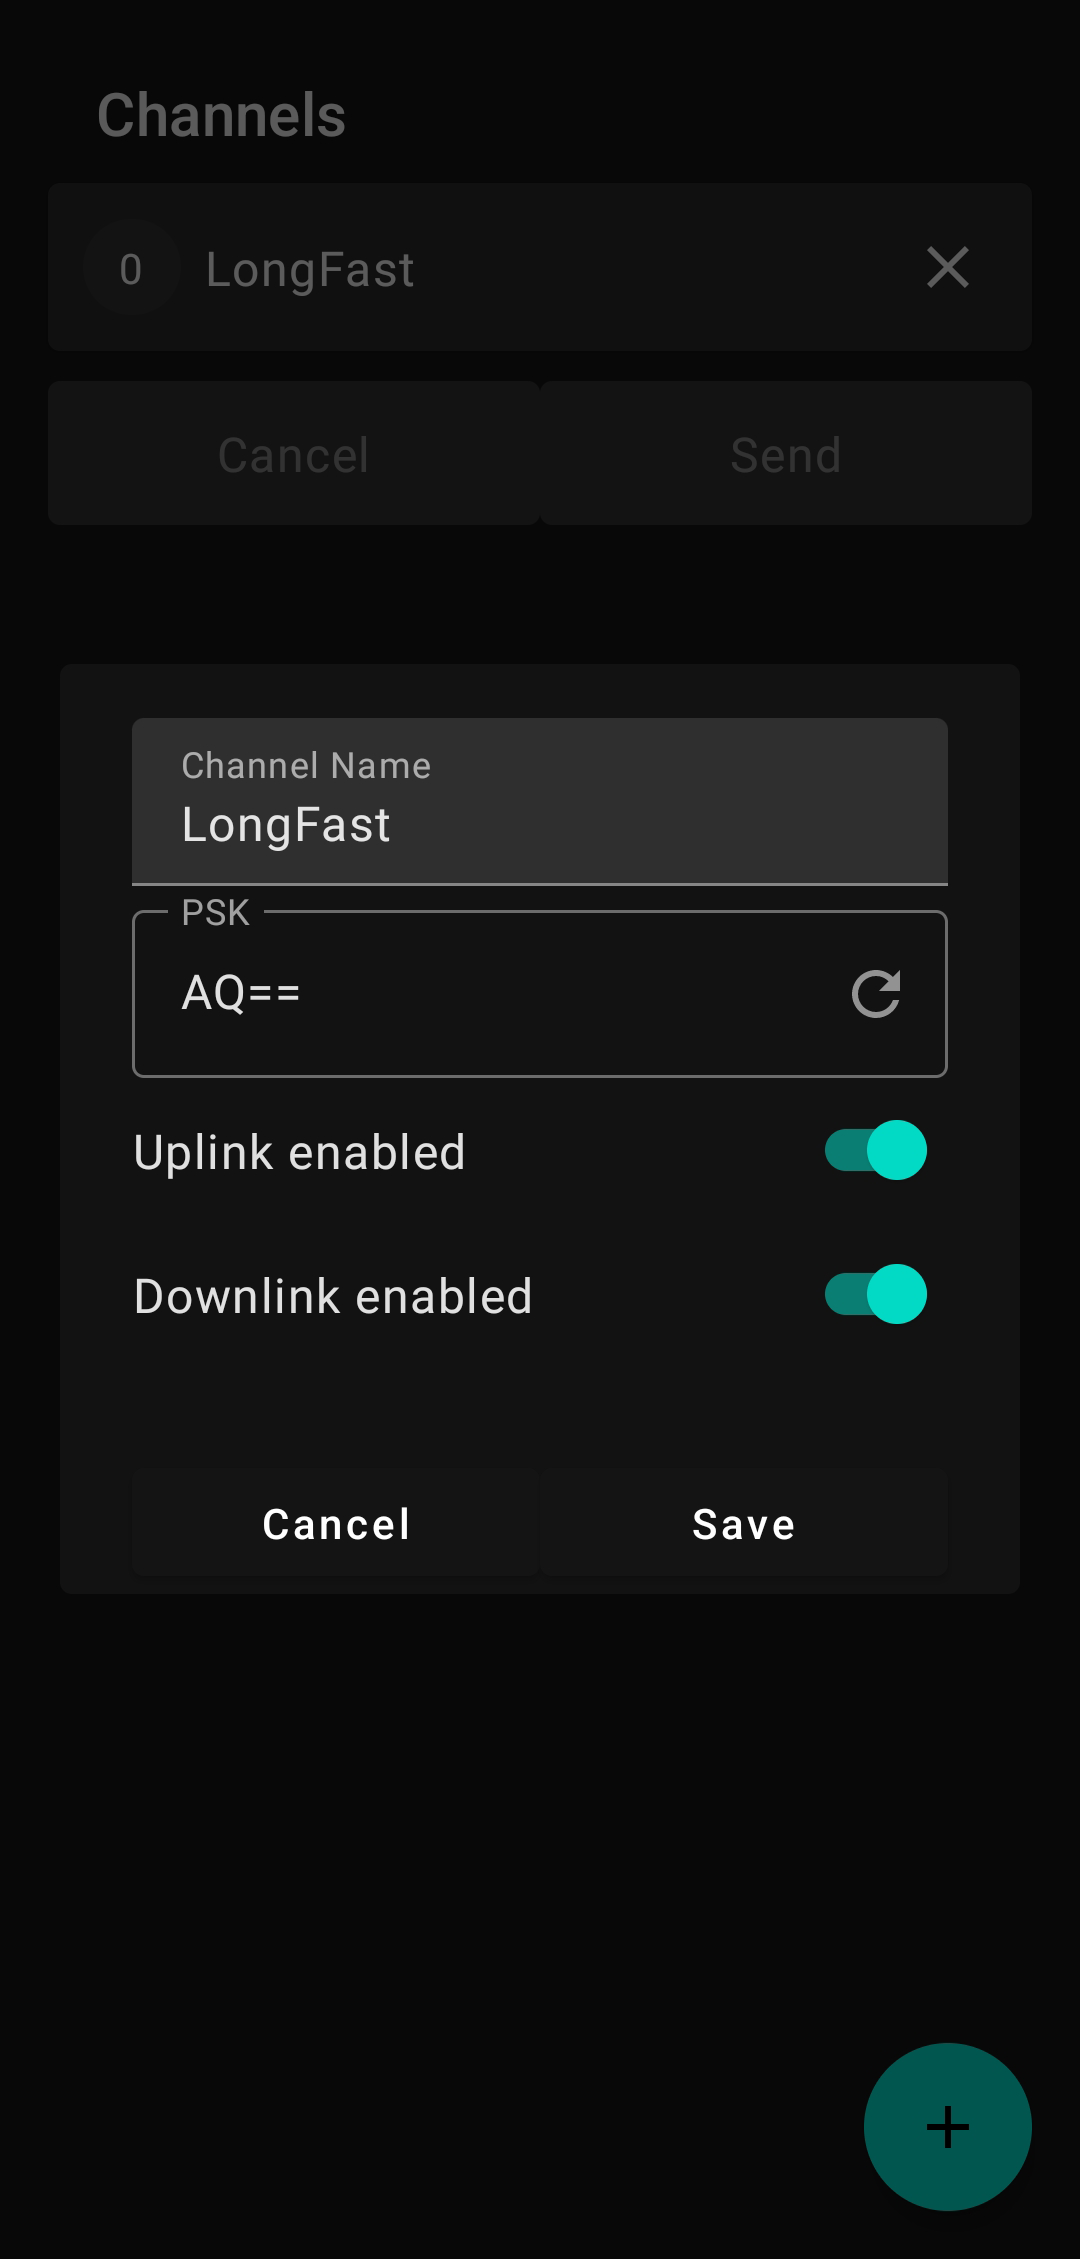 Channels
0 LongFast
Cancel Send
Channel Name
LongFast
PSK
AQ==
Uplink enabled
Downlink enabled
Cancel Save